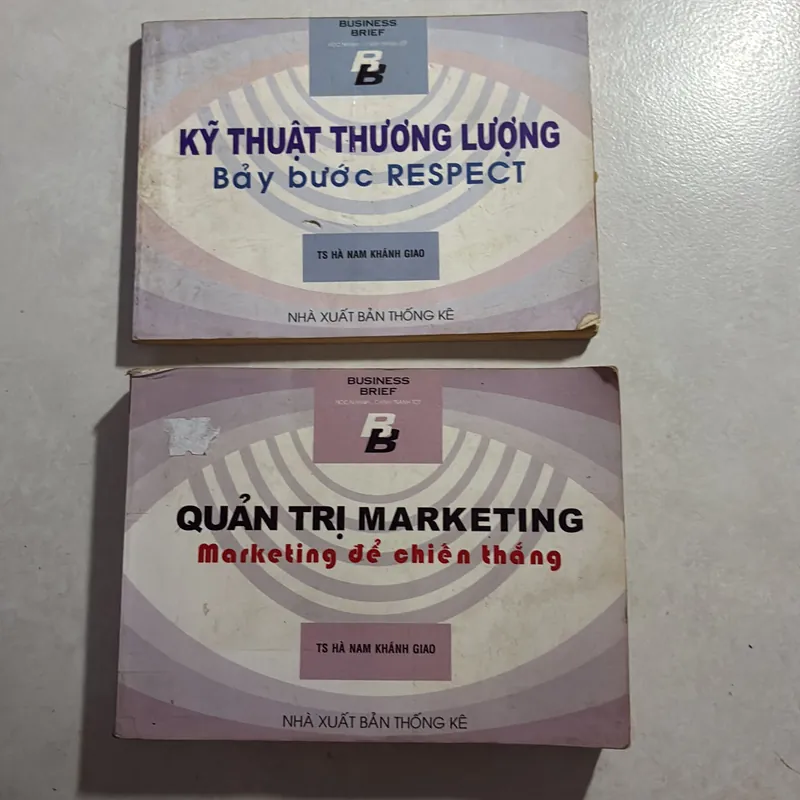 BUSINESS
BRIEF
B
B
KỸ THUẬT THƯƠNG LƯỢNG
Bảy bước RESPECT
TS HÀ NAM KHÁNH GIAO
NHÀ XUẤT BẢN THỐNG KÊ
BUSINESS
BRIEF
B
B
QUẢN TRỊ MARKETING
Marketing để chiến thắng
TS HÀ NAM KHÁNH GIAO
NHÀ XUẤT BẢN THỐNG KÊ